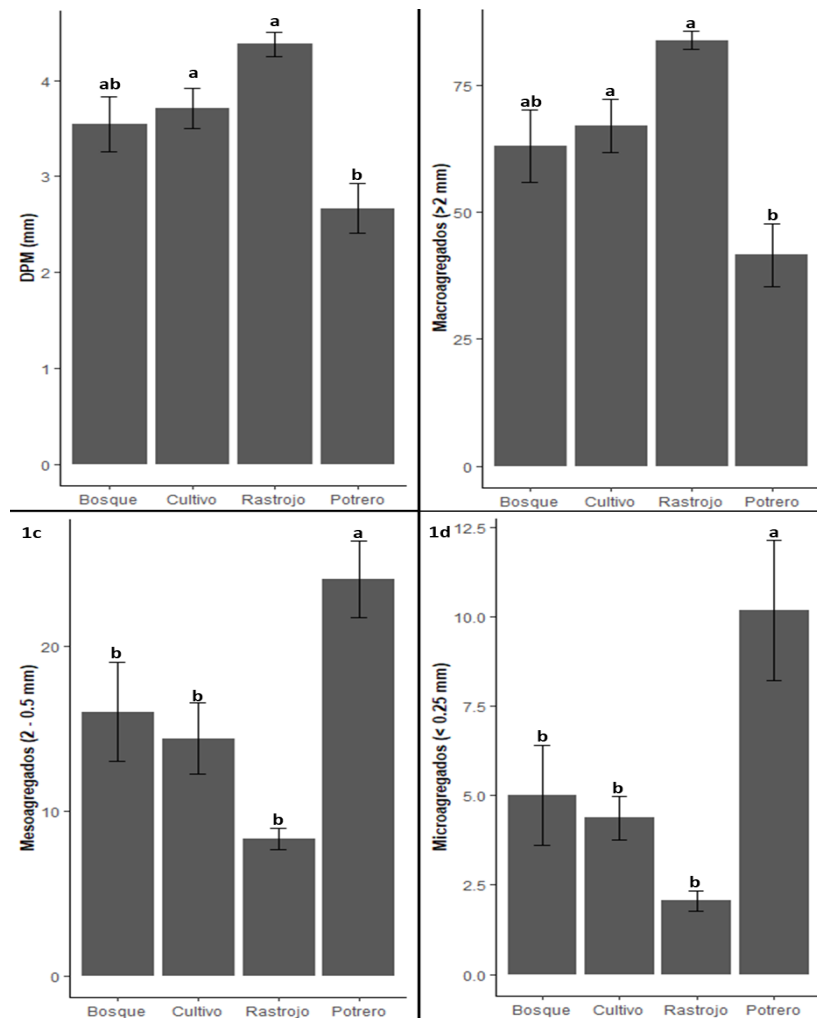 DPM (mm)
4
3
2
1
0
ab
a
a
b
Bosque Cultivo Rastrojo Potrero
Macroagregados (>2 mm)
75
50
25
0
ab
a
a
b
Bosque Cultivo Rastrojo Potrero
1c
Mesoagregados (2 - 0.5 mm)
20
10
0
b
b
b
a
Bosque Cultivo Rastrojo Potrero
1d
Microagregados (< 0.25 mm)
12.5
10.0
7.5
5.0
2.5
0.0
b
b
b
a
Bosque Cultivo Rastrojo Potrero